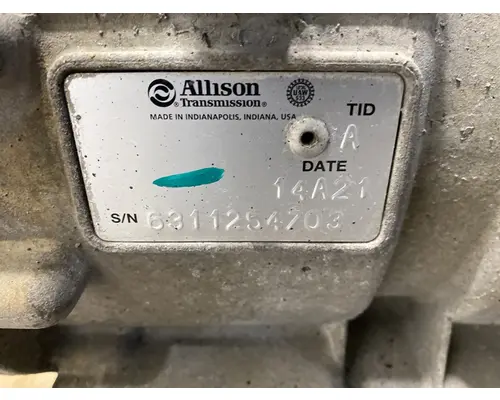 Allison
Transmission®
MADE IN INDIANAPOLIS, INDIANA, USA
TID
A
DATE
14A21
S/N 6311254203